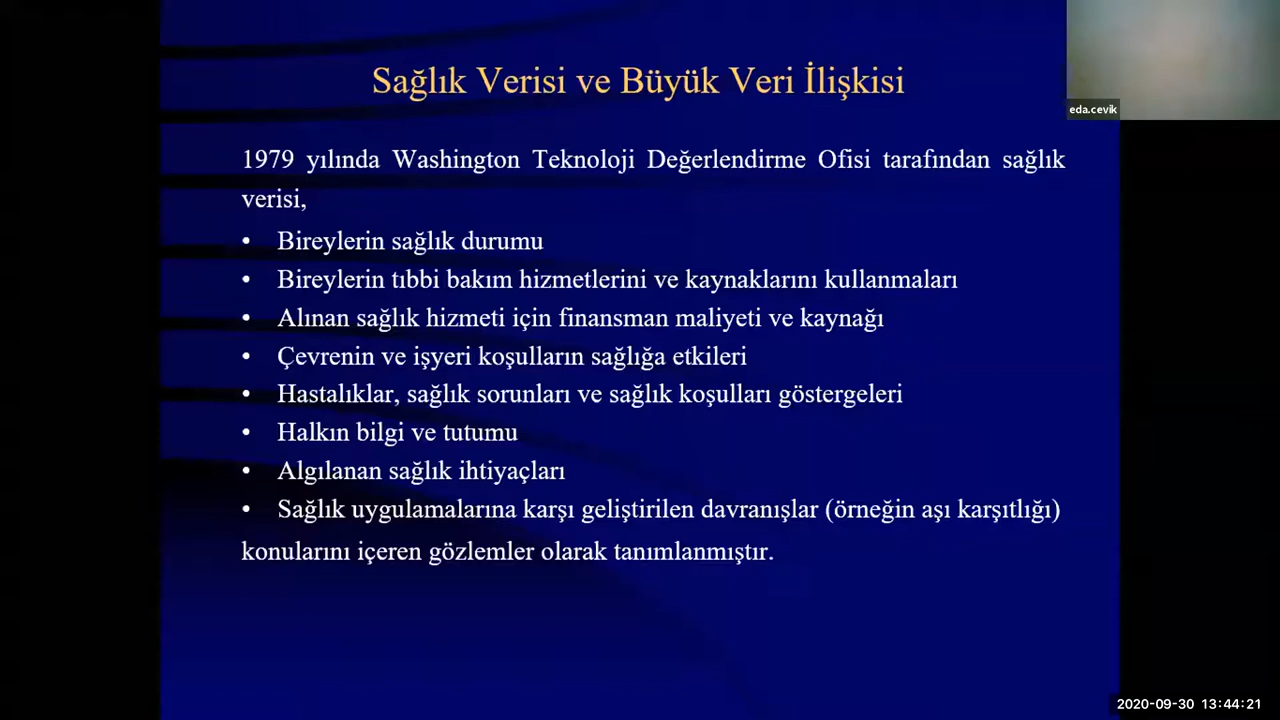 Sağlık Verisi ve Büyük Veri İlişkisi
eda.cevik
1979 yılında Washington Teknoloji Değerlendirme Ofisi tarafından sağlık
verisi,
• Bireylerin sağlık durumu
• Bireylerin tıbbi bakım hizmetlerini ve kaynaklarını kullanmaları
• Alınan sağlık hizmeti için finansman maliyeti ve kaynağı
• Çevrenin ve işyeri koşulların sağlığa etkileri
• Hastalıklar, sağlık sorunları ve sağlık koşulları göstergeleri
• Halkın bilgi ve tutumu
• Algılanan sağlık ihtiyaçları
• Sağlık uygulamalarına karşı geliştirilen davranışlar (örneğin aşı karşıtlığı)
konularını içeren gözlemler olarak tanımlanmıştır.
2020-09-30 13:44:21